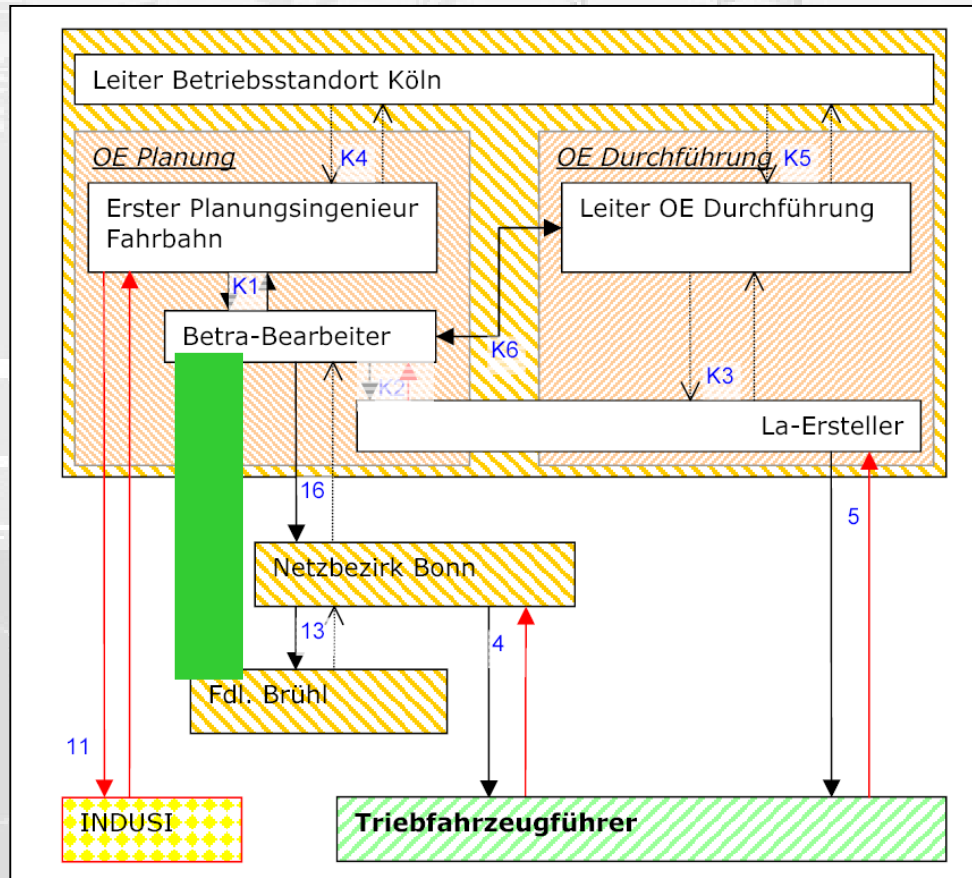 Leiter Betriebsstandort Köln
OE Planung
K4
OE Durchführung
K5
Erster Planungsingenieur
Fahrbahn
Leiter OE Durchführung
K1
Betra-Bearbeiter
K6
K2
K3
La-Ersteller
16
5
Netzbezirk Bonn
13
4
Fdl. Brühl
11
INDUSI
Triebfahrzeugführer